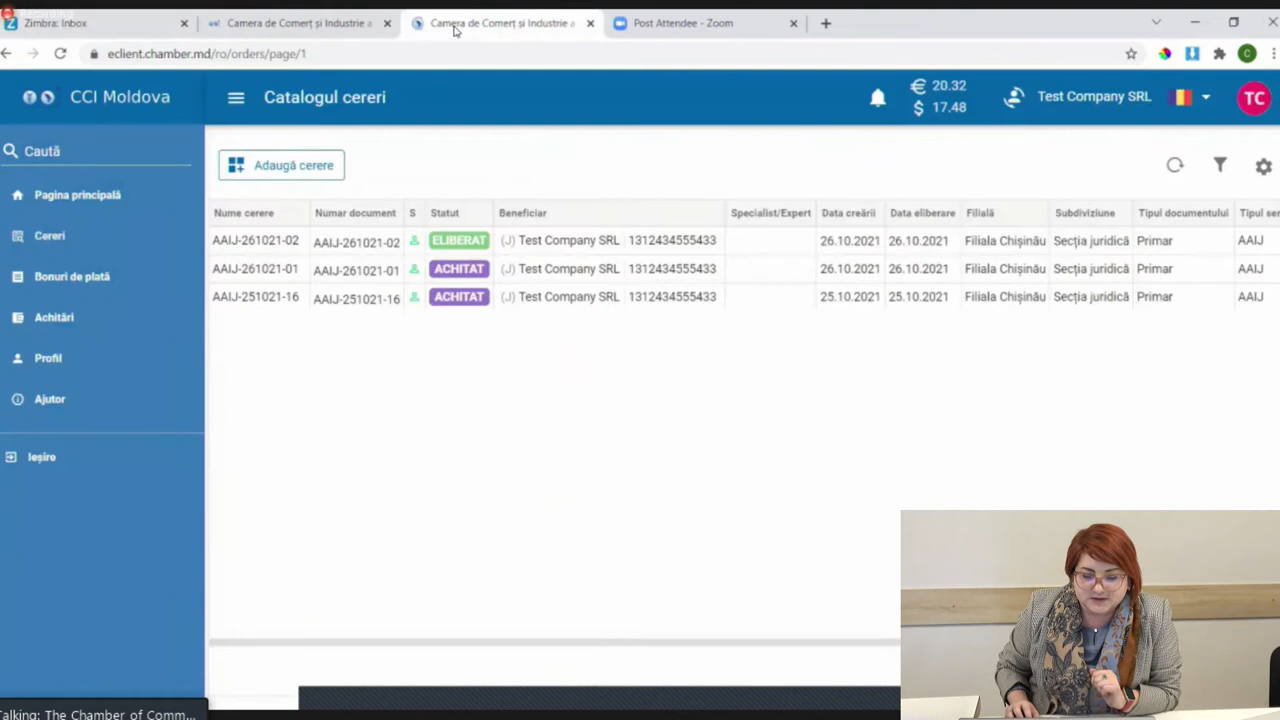 Zimbra: Inbox
Camera de Comerț și Industrie a
Camera de Comerț și Industrie a
Post Attendee - Zoom
eclient.chamber.md/ro/orders/page/1
C
CCI Moldova
Catalogul cereri
€ 20.32
$ 17.48
Test Company SRL
TC
Caută
Adaugă cerere
Pagina principală
Cereri
Bonuri de plată
Achitări
Profil
Ajutor
Ieșire
Nume cerere Numar document S Statut Beneficiar Specialist/Expert Data creării Data eliberare Filială Subdiviziune Tipul documentului Tipul ser
AAIJ-261021-02 AAIJ-261021-02 ELIBERAT (J) Test Company SRL 1312434555433 26.10.2021 26.10.2021 Filiala Chișinău Secția juridică Primar AAIJ
AAIJ-261021-01 AAIJ-261021-01 ACHITAT (J) Test Company SRL 1312434555433 26.10.2021 26.10.2021 Filiala Chișinău Secția juridică Primar AAIJ
AAIJ-251021-16 AAIJ-251021-16 ACHITAT (J) Test Company SRL 1312434555433 25.10.2021 25.10.2021 Filiala Chișinău Secția juridică Primar AAIJ
Talking: The Chamber of Comm...